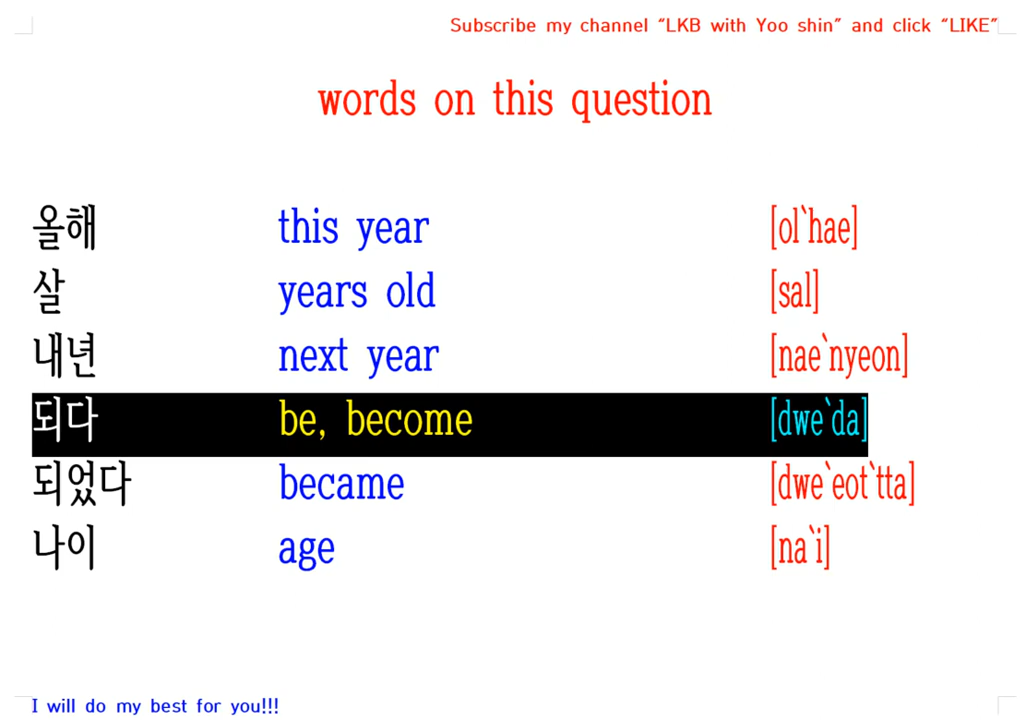 Subscribe my channel “LKB with Yoo shin” and click “LIKE”
words on this question
올해 this year [ol`hae]
살 years old [sal]
내년 next year [nae`nyeon]
되다 be, become [dwe`da]
되었다 became [dwe`eot`tta]
나이 age [na`i]
I will do my best for you!!!